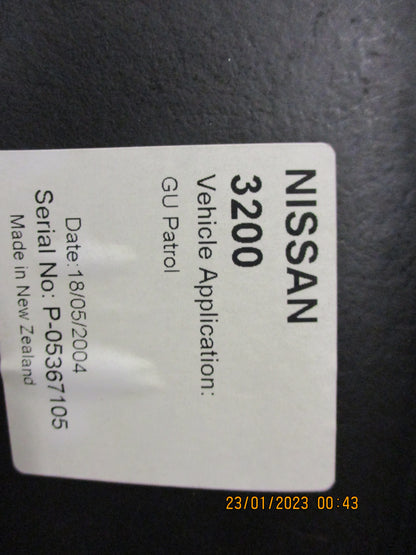 NISSAN
3200
Vehicle Application:
GU Patrol
Date:18/05/2004
Serial No: P-05367105
Made in New Zealand
23/01/2023 00:43